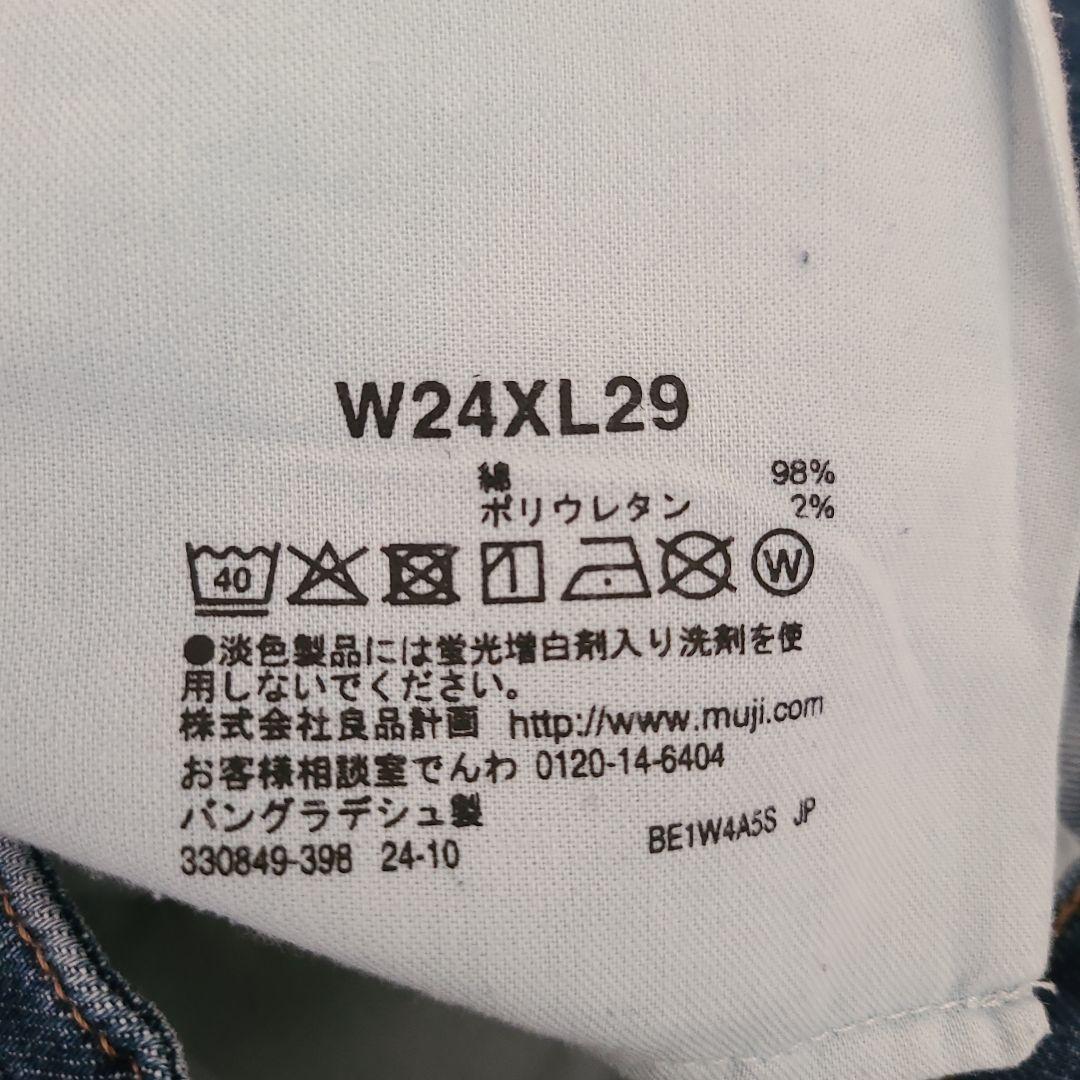 W24XL29
綿 98%
ポリウレタン 2%
40
W
●淡色製品には蛍光増白剤入り洗剤を使
用しないでください。
株式会社良品計画 http://www.muji.com
お客様相談室でんわ 0120-14-6404
バングラデシュ製
330849-398 24-10 BE1W4A5S JP